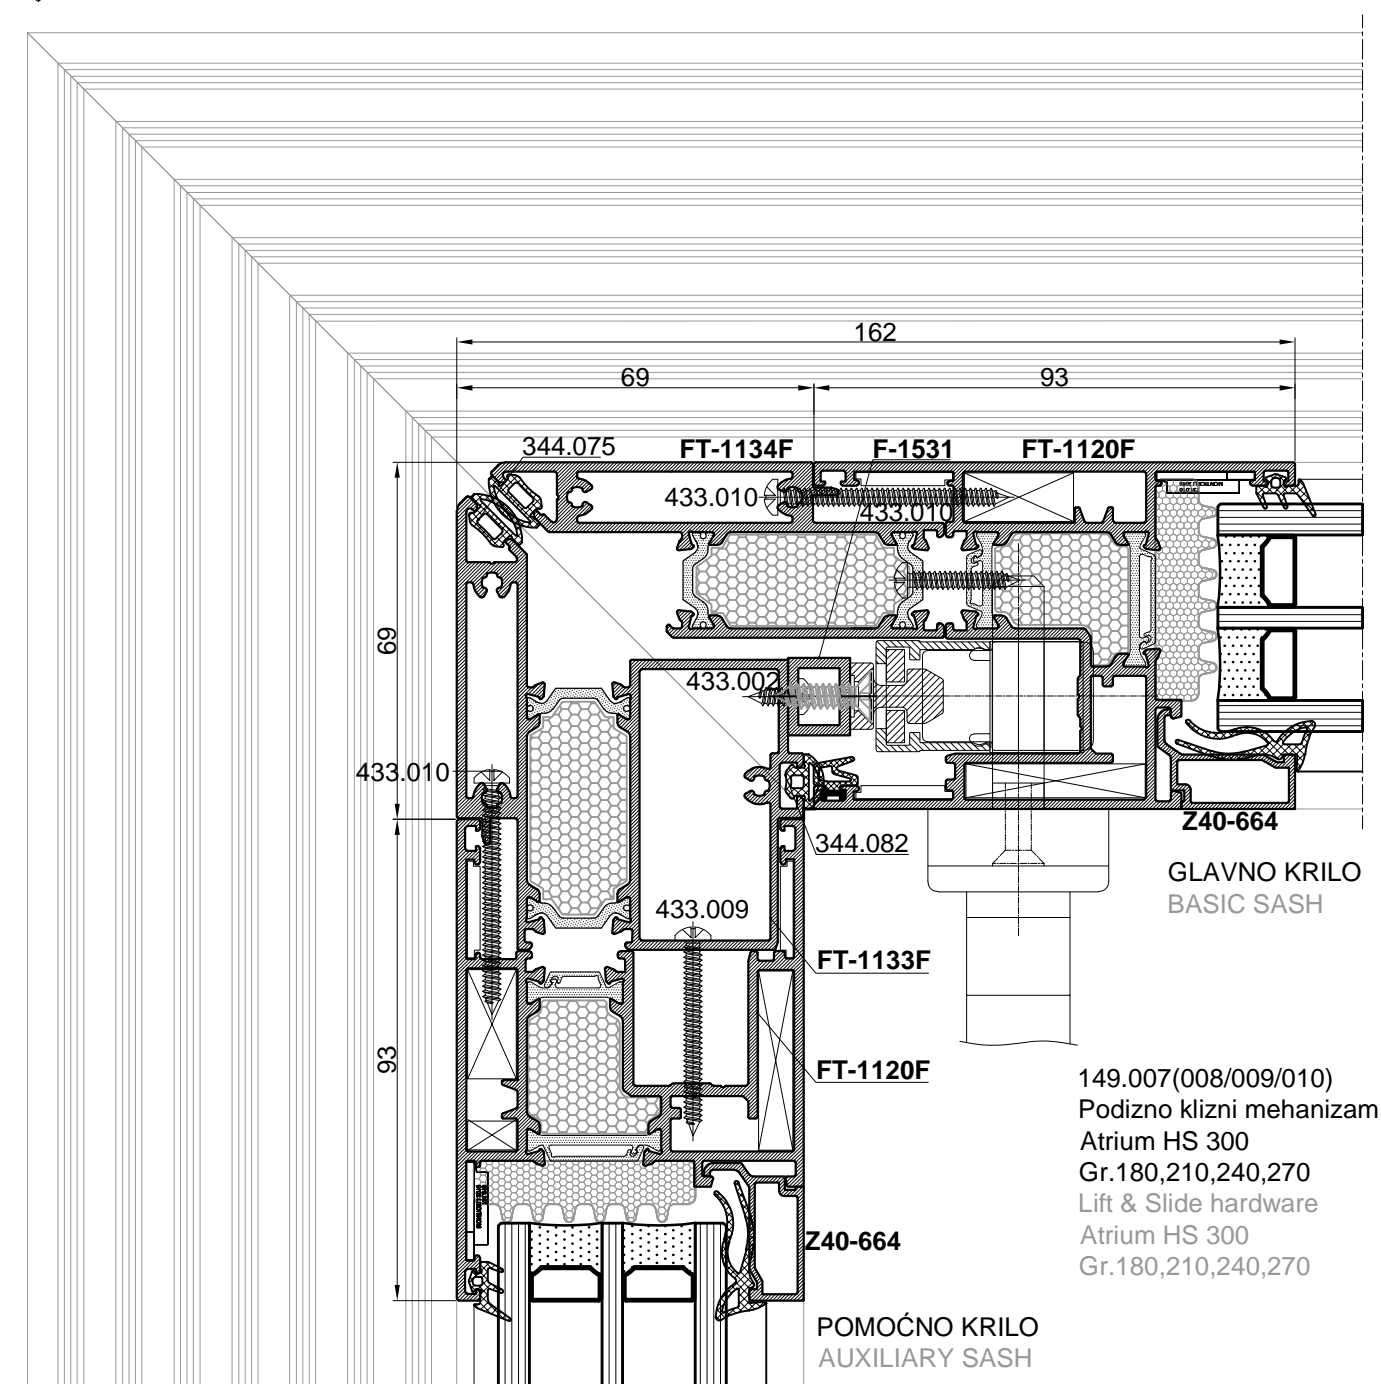 162
69
93
344.075
FT-1134F
F-1531
FT-1120F
433.010
433.010
69
433.002
433.010
344.082
Z40-664
GLAVNO KRILO
BASIC SASH
433.009
FT-1133F
93
FT-1120F
149.007(008/009/010)
Podizno klizni mehanizam
Atrium HS 300
Gr.180,210,240,270
Lift & Slide hardware
Atrium HS 300
Gr.180,210,240,270
Z40-664
POMOĆNO KRILO
AUXILIARY SASH